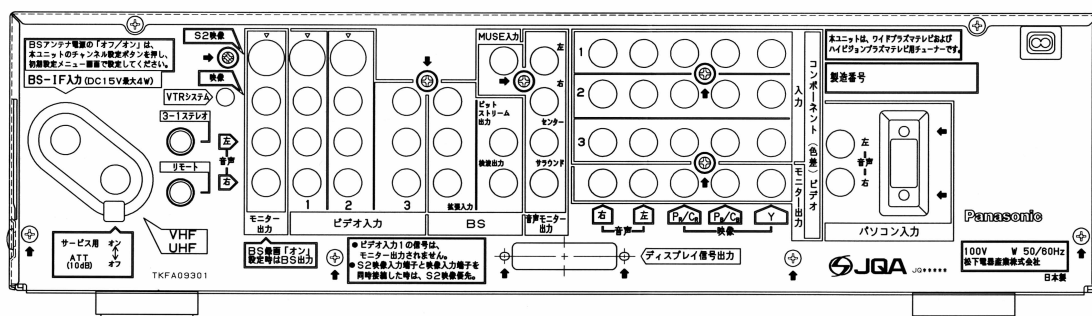 BSアンテナ電源の「オフ/オン」は、
本ユニットのチャンネル設定ボタンを押し、
初期設定メニュー画面で設定してください。
BS-IF入力(DC15V最大4W)
S2映像
映像
VTRシステム
3-1ステレオ
リモート
左
音声
右
VHF
UHF
サービス用
ATT
(10dB)
オン
オフ
TKFA09301
モニター
出力
BS録画「オン」
設定時はBS出力
1
2
3
ビデオ入力
拡張入力
BS
MUSE入力
ビット
ストリーム
出力
検波出力
左
右
センター
サラウンド
音声モニター
出力
●ビデオ入力1の信号は、
モニター出力されません。
●S2映像入力端子と映像入力端子を
同時接続した時は、S2映像優先。
1
2
3
右
左
PB/CB
PR/CR
Y
音声
映像
ディスプレイ信号出力
入力
モニター出力
コンポーネント(色差)ビデオ
本ユニットは、ワイドプラズマテレビおよび
ハイビジョンプラズマテレビ用チューナーです。
製造番号
左
音声
右
パソコン入力
Panasonic
JQA
JQ*****
100V W 50/60Hz
松下電器産業株式会社
日本製